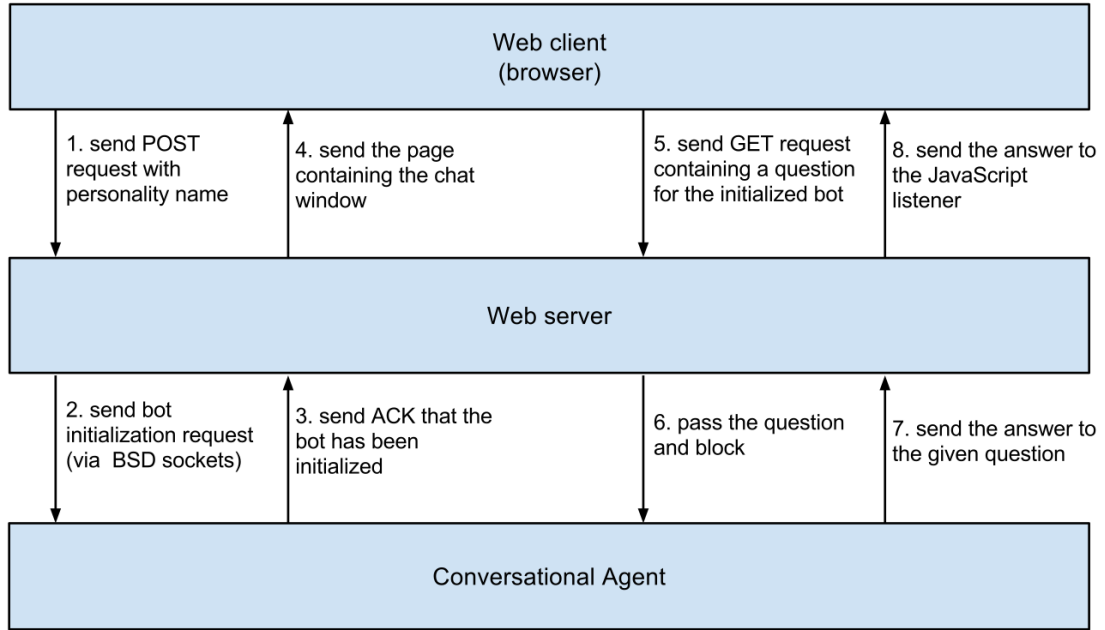 Web client
(browser)
1. send POST
request with
personality name
4. send the page
containing the chat
window
5. send GET request
containing a question
for the initialized bot
8. send the answer to
the JavaScript
listener
Web server
2. send bot
initialization request
(via BSD sockets)
3. send ACK that the
bot has been
initialized
6. pass the question
and block
7. send the answer to
the given question
Conversational Agent